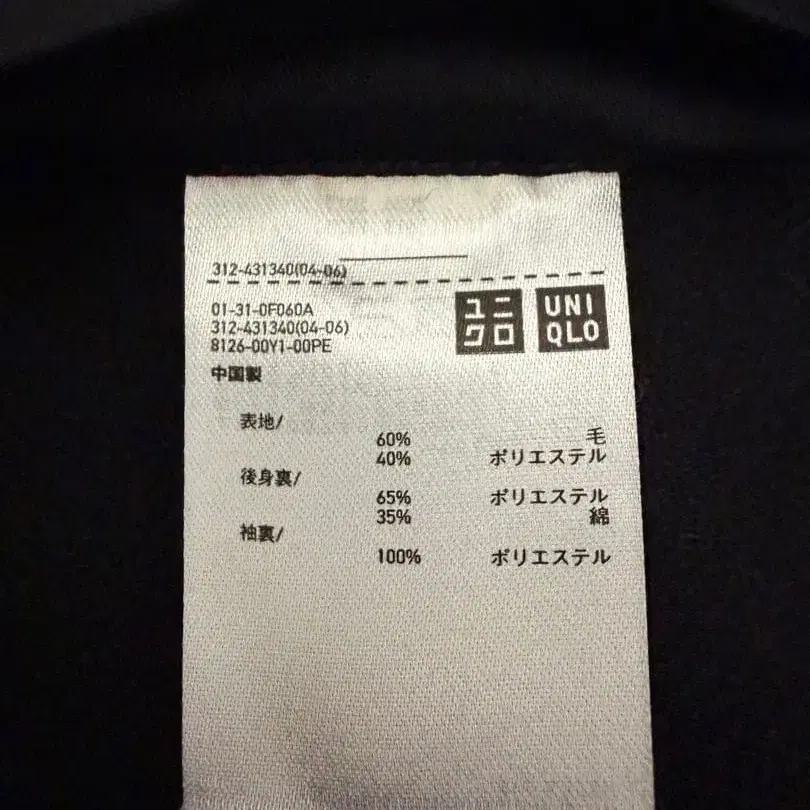 312-431340(04-06)
01-31-0F060A
312-431340(04-06)
8126-00Y1-00PE
ユニクロ UNIQLO
中国製
表地/
60% 毛
40% ポリエステル
後身裏/
65% ポリエステル
35% 綿
袖裏/
100% ポリエステル